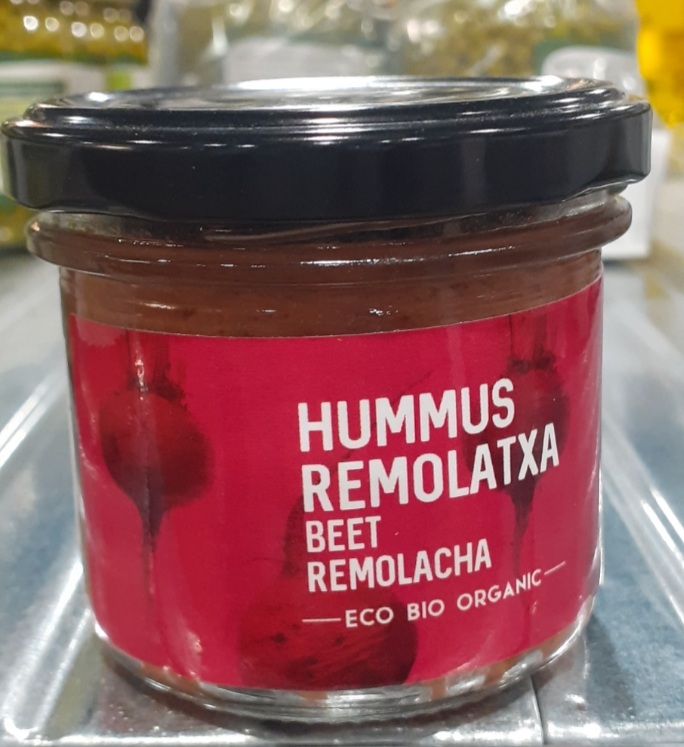 HUMMUS
REMOLATXA
BEET
REMOLACHA
ECO BIO ORGANIC